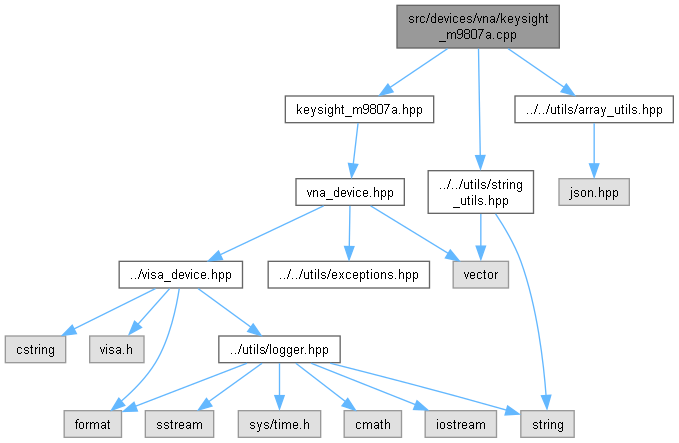 src/devices/vna/keysight
_m9807a.cpp
keysight_m9807a.hpp
../../utils/array_utils.hpp
vna_device.hpp
../../utils/string
_utils.hpp
json.hpp
../visa_device.hpp
../../utils/exceptions.hpp
vector
cstring
visa.h
../utils/logger.hpp
format
sstream
sys/time.h
cmath
iostream
string